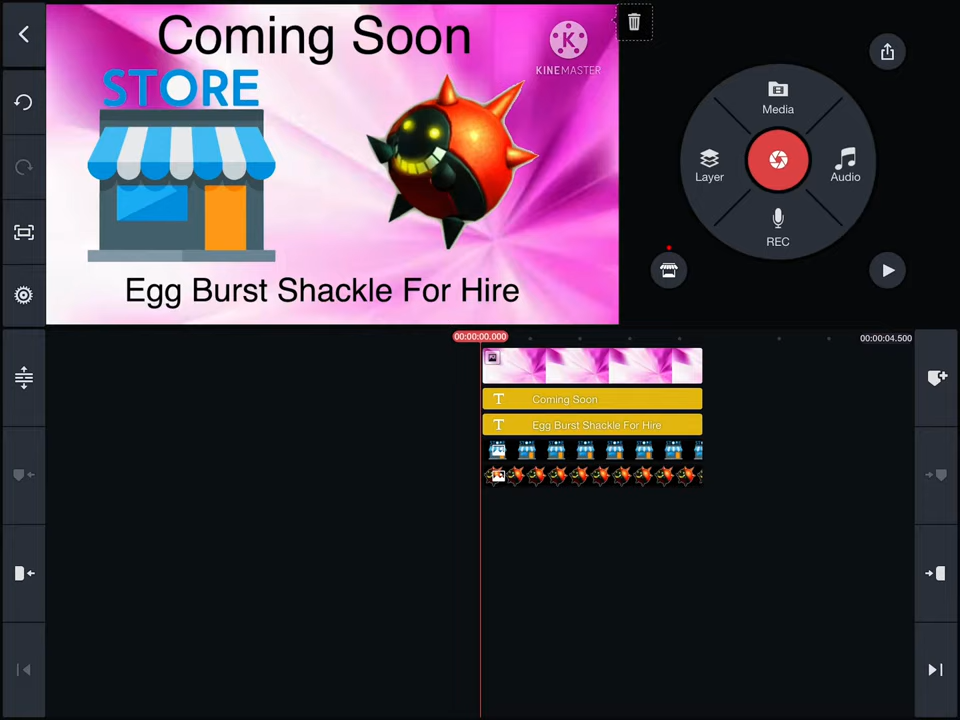 Coming Soon
K
KINEMASTER
STORE
Egg Burst Shackle For Hire
Media
Layer
Audio
REC
00:00:00.000
00:00:04.500
T
Coming Soon
T
Egg Burst Shackle For Hire